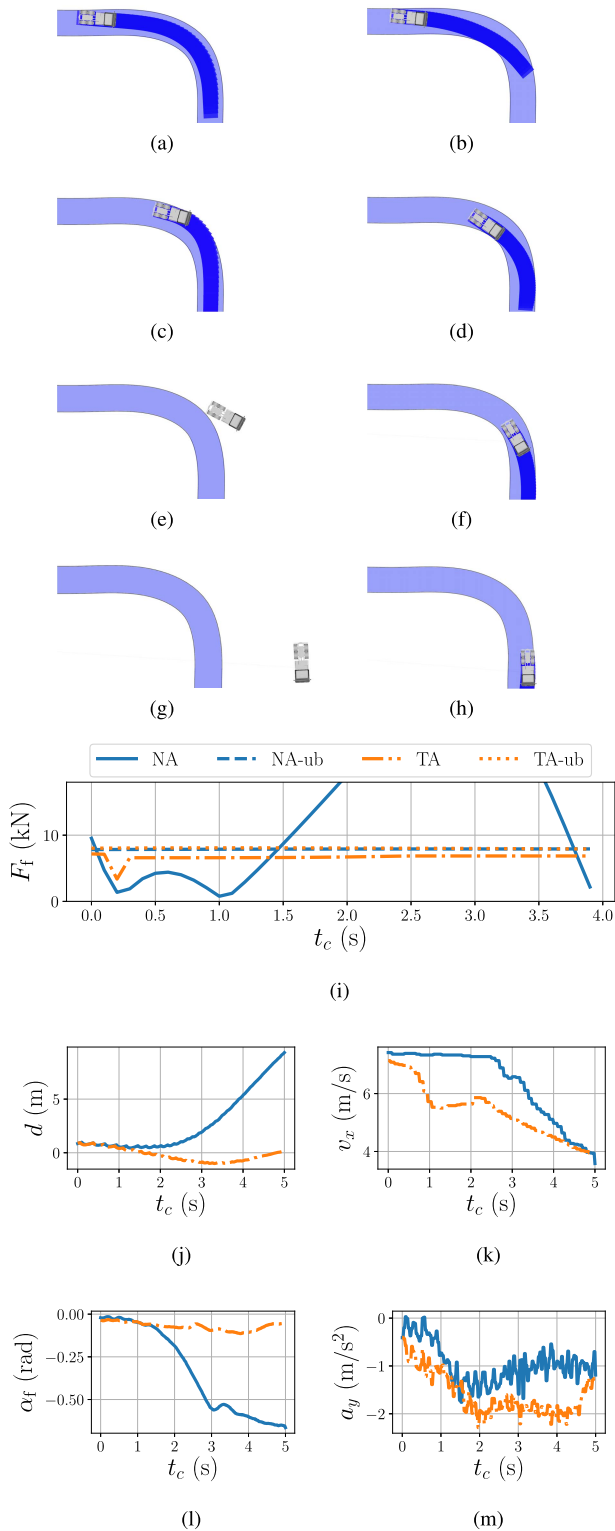 (a) (b)
(c) (d)
(e) (f)
(g) (h)
NA NA-ub TA TA-ub
F_f (kN)
10
0
0.0 0.5 1.0 1.5 2.0 2.5 3.0 3.5 4.0
t_c (s)
(i)
d (m)
5
0
0 1 2 3 4 5
t_c (s)
(j)
v_x (m/s)
6
4
0 1 2 3 4 5
t_c (s)
(k)
α_f (rad)
0.00
−0.25
−0.50
0 1 2 3 4 5
t_c (s)
(l)
a_y (m/s²)
0
−1
−2
0 1 2 3 4 5
t_c (s)
(m)